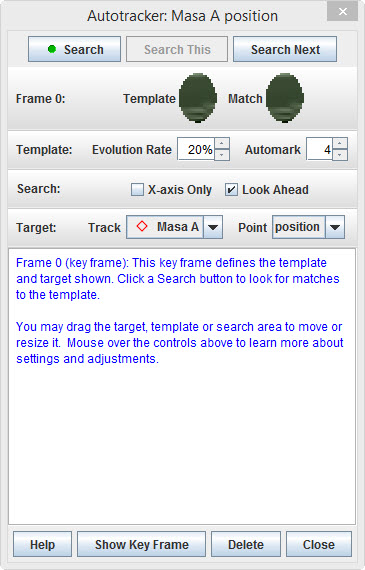 Autotracker: Masa A position
Search Search This Search Next
Frame 0: Template Match
Template: Evolution Rate 20% Automark 4
Search: X-axis Only Look Ahead
Target: Track Masa A Point position
Frame 0 (key frame): This key frame defines the template
and target shown. Click a Search button to look for matches
to the template.
You may drag the target, template or search area to move or
resize it. Mouse over the controls above to learn more about
settings and adjustments.
Help Show Key Frame Delete Close